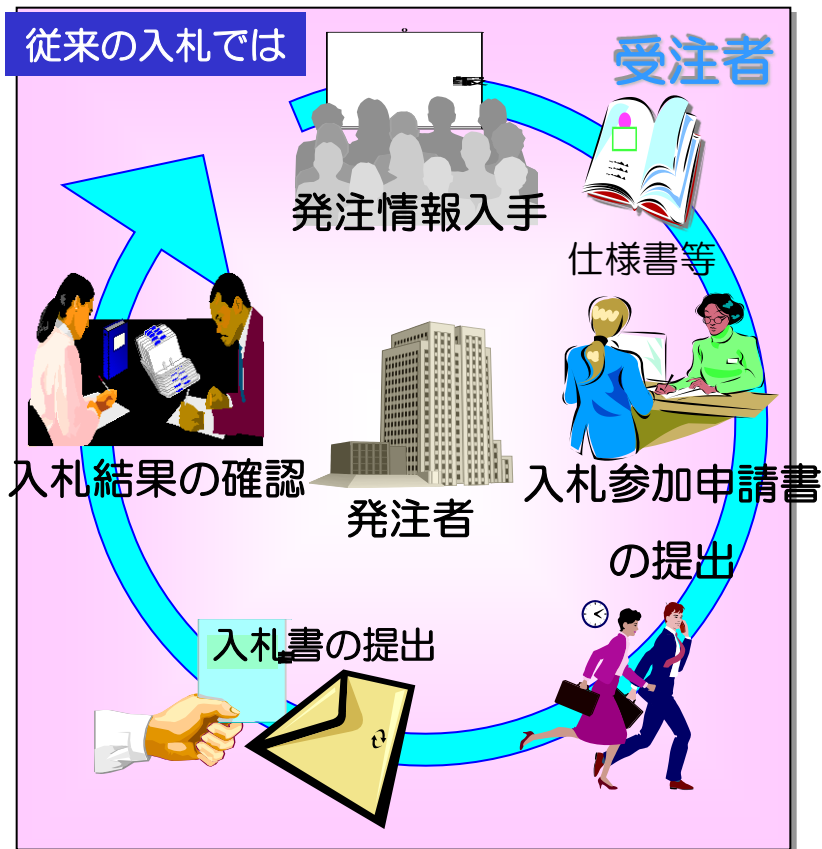 従来の入札では
受注者
発注情報入手
仕様書等
入札結果の確認
発注者
入札参加申請書
の提出
入札書の提出